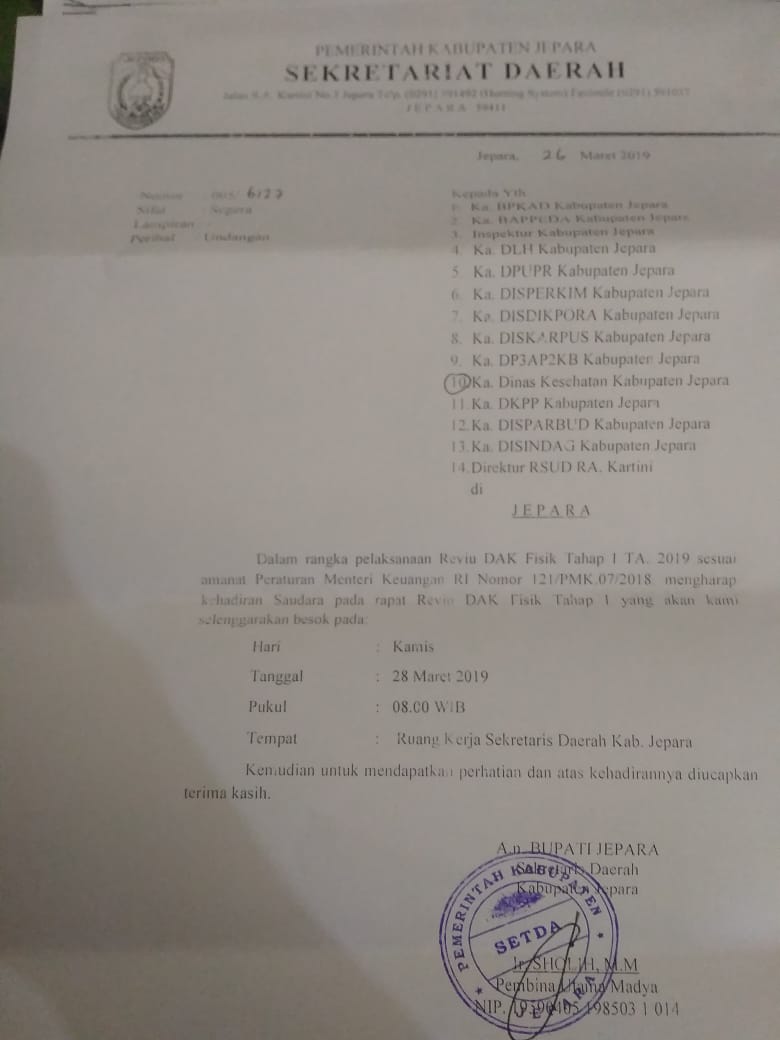 PEMERINTAH KABUPATEN JEPARA
SEKRETARIAT DAERAH
Jalan R.A. Kartini No.1 Jepara Telp. (0291) 591492 (Hunting System) Facsimile (0291)
JEPARA 59411
Jepara, 26 Maret 2019
Nomor : 005/ 6127
Sifat : Segera
Lampiran :
Perihal : Undangan
Kepada Yth.
1. Ka. BPKAD Kabupaten Jepara
2. Ka. BAPPEDA Kabupaten Jepara
3. Inspektur Kabupaten Jepara
4. Ka. DLH Kabupaten Jepara
5. Ka. DPUPR Kabupaten Jepara
6. Ka. DISPERKIM Kabupaten Jepara
7. Ka. DISDIKPORA Kabupaten Jepara
8. Ka. DISKARPUS Kabupaten Jepara
9. Ka. DP3AP2KB Kabupaten Jepara
10. Ka. Dinas Kesehatan Kabupaten Jepara
11. Ka. DKPP Kabupaten Jepara
12. Ka. DISPARBUD Kabupaten Jepara
13. Ka. DISINDAG Kabupaten Jepara
14. Direktur RSUD RA. Kartini
di
JEPARA
Dalam rangka pelaksanaan Reviu DAK Fisik Tahap I TA. 2019 sesuai
amanat Peraturan Menteri Keuangan RI Nomor 121/PMK.07/2018, mengharap
kehadiran Saudara pada rapat Reviu DAK Fisik Tahap I yang akan kami
selenggarakan besok pada:
Hari : Kamis
Tanggal : 28 Maret 2019
Pukul : 08.00 WIB
Tempat : Ruang Kerja Sekretaris Daerah Kab. Jepara
Kemudian untuk mendapatkan perhatian dan atas kehadirannya diucapkan
terima kasih.
A.n. BUPATI JEPARA
Sekretaris Daerah
Kabupaten Jepara
PEMERINTAH KABUPATEN
SETDA
JEPARA
Ir. SHOLIH, M.M
Pembina Utama Madya
NIP. 19590405 198503 1 014